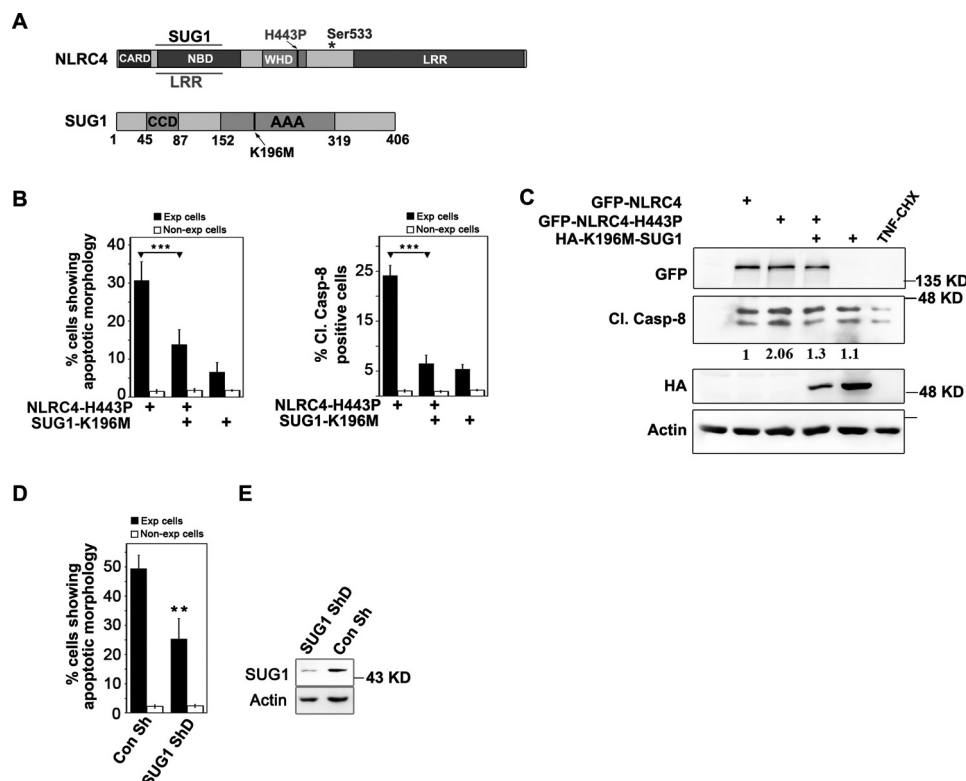 A
SUG1
H443P
Ser533
*
NLRC4
CARD
NBD
WHD
LRR
LRR
SUG1
CCD
AAA
1
45
87
152
319
406
K196M
B
Exp cells
Non-exp cells
% cells showing
apoptotic morphology
40
30
20
10
0
***
NLRC4-H443P + +
SUG1-K196M + +
Exp cells
Non-exp cells
% Cl. Casp-8
positive cells
25
15
5
0
***
NLRC4-H443P + +
SUG1-K196M + +
C
GFP-NLRC4 +
GFP-NLRC4-H443P + +
HA-K196M-SUG1 + +
TNF-CHX
GFP
135 KD
48 KD
Cl. Casp-8
1 2.06 1.3 1.1
HA
48 KD
Actin
D
Exp cells
Non-exp cells
% cells showing
apoptotic morphology
50
40
30
20
10
0
**
Con Sh
SUG1 ShD
E
SUG1 ShD
Con Sh
SUG1
43 KD
Actin